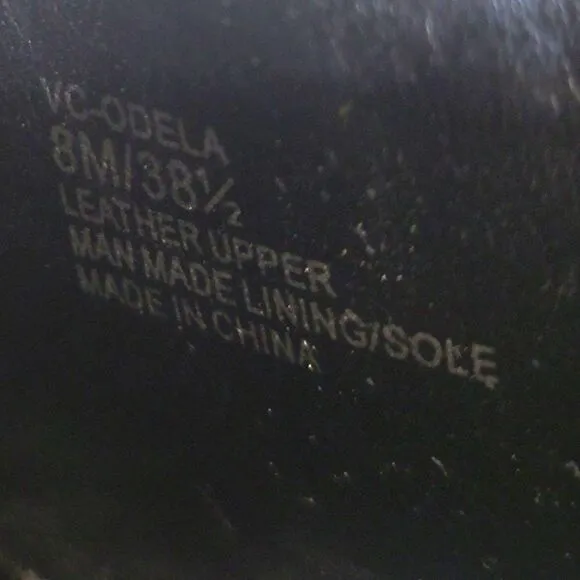 VC-ODELA
8M/38½
LEATHER UPPER
MAN MADE LINING/SOLE
MADE IN CHINA